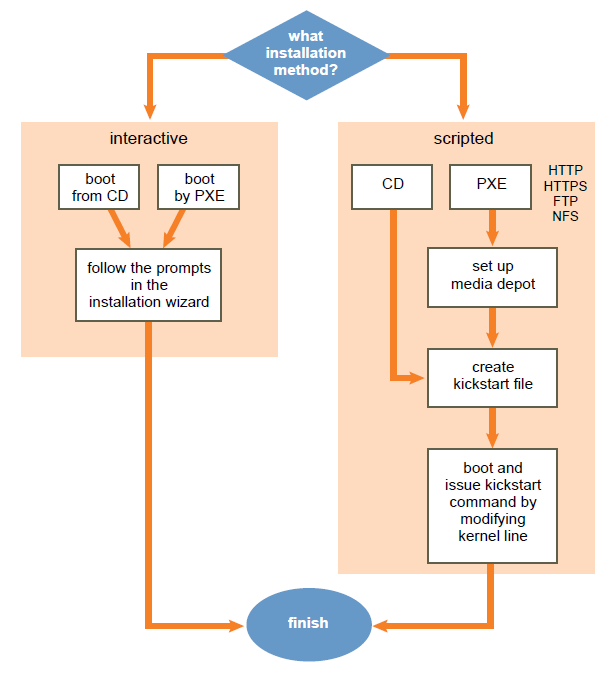 what
installation
method?
interactive
boot
from CD
boot
by PXE
follow the prompts
in the
installation wizard
scripted
CD
PXE
HTTP
HTTPS
FTP
NFS
set up
media depot
create
kickstart file
boot and
issue kickstart
command by
modifying
kernel line
finish